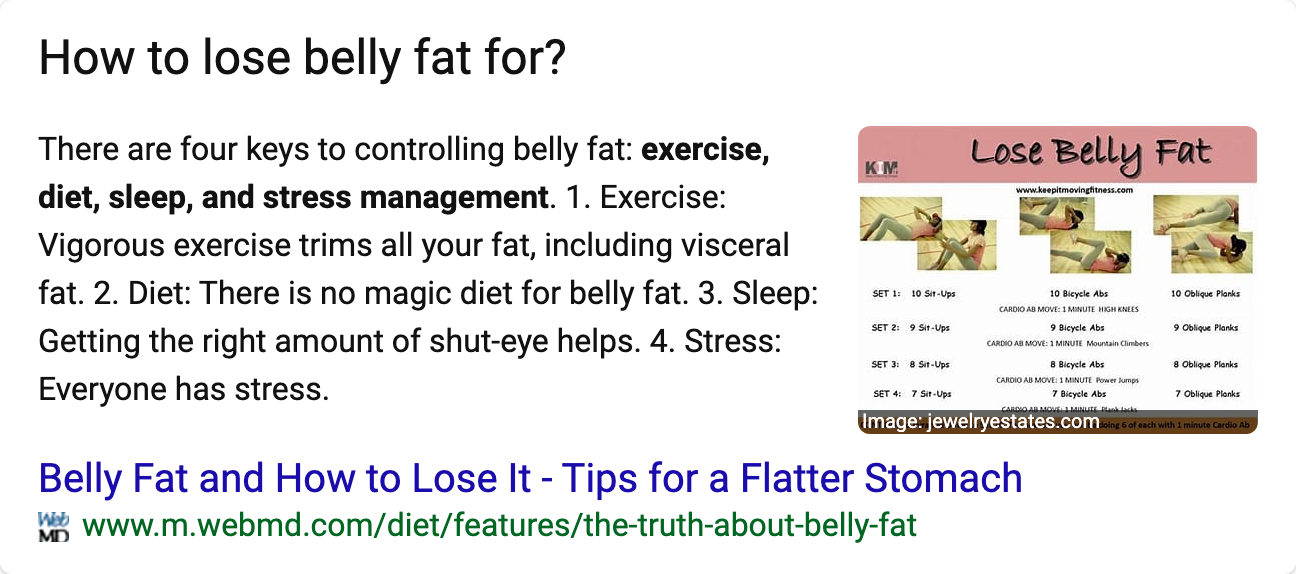 How to lose belly fat for?
There are four keys to controlling belly fat: exercise,
diet, sleep, and stress management. 1. Exercise:
Vigorous exercise trims all your fat, including visceral
fat. 2. Diet: There is no magic diet for belly fat. 3. Sleep:
Getting the right amount of shut-eye helps. 4. Stress:
Everyone has stress.
Lose Belly Fat
KIM
www.keepitmovingfitness.com
SET 1: 10 Sit-Ups 10 Bicycle Abs 10 Oblique Planks
CARDIO AB MOVE: 1 MINUTE HIGH KNEES
SET 2: 9 Sit-Ups 9 Bicycle Abs 9 Oblique Planks
CARDIO AB MOVE: 1 MINUTE Mountain Climbers
SET 3: 8 Sit-Ups 8 Bicycle Abs 8 Oblique Planks
CARDIO AB MOVE: 1 MINUTE Power Jumps
SET 4: 7 Sit-Ups 7 Bicycle Abs 7 Oblique Planks
CARDIO AB MOVE: 1 MINUTE Plank Jacks
Image: jewelryestates.com
doing 6 of each with 1 minute Cardio Ab
Belly Fat and How to Lose It - Tips for a Flatter Stomach
Web MD
www.m.webmd.com/diet/features/the-truth-about-belly-fat